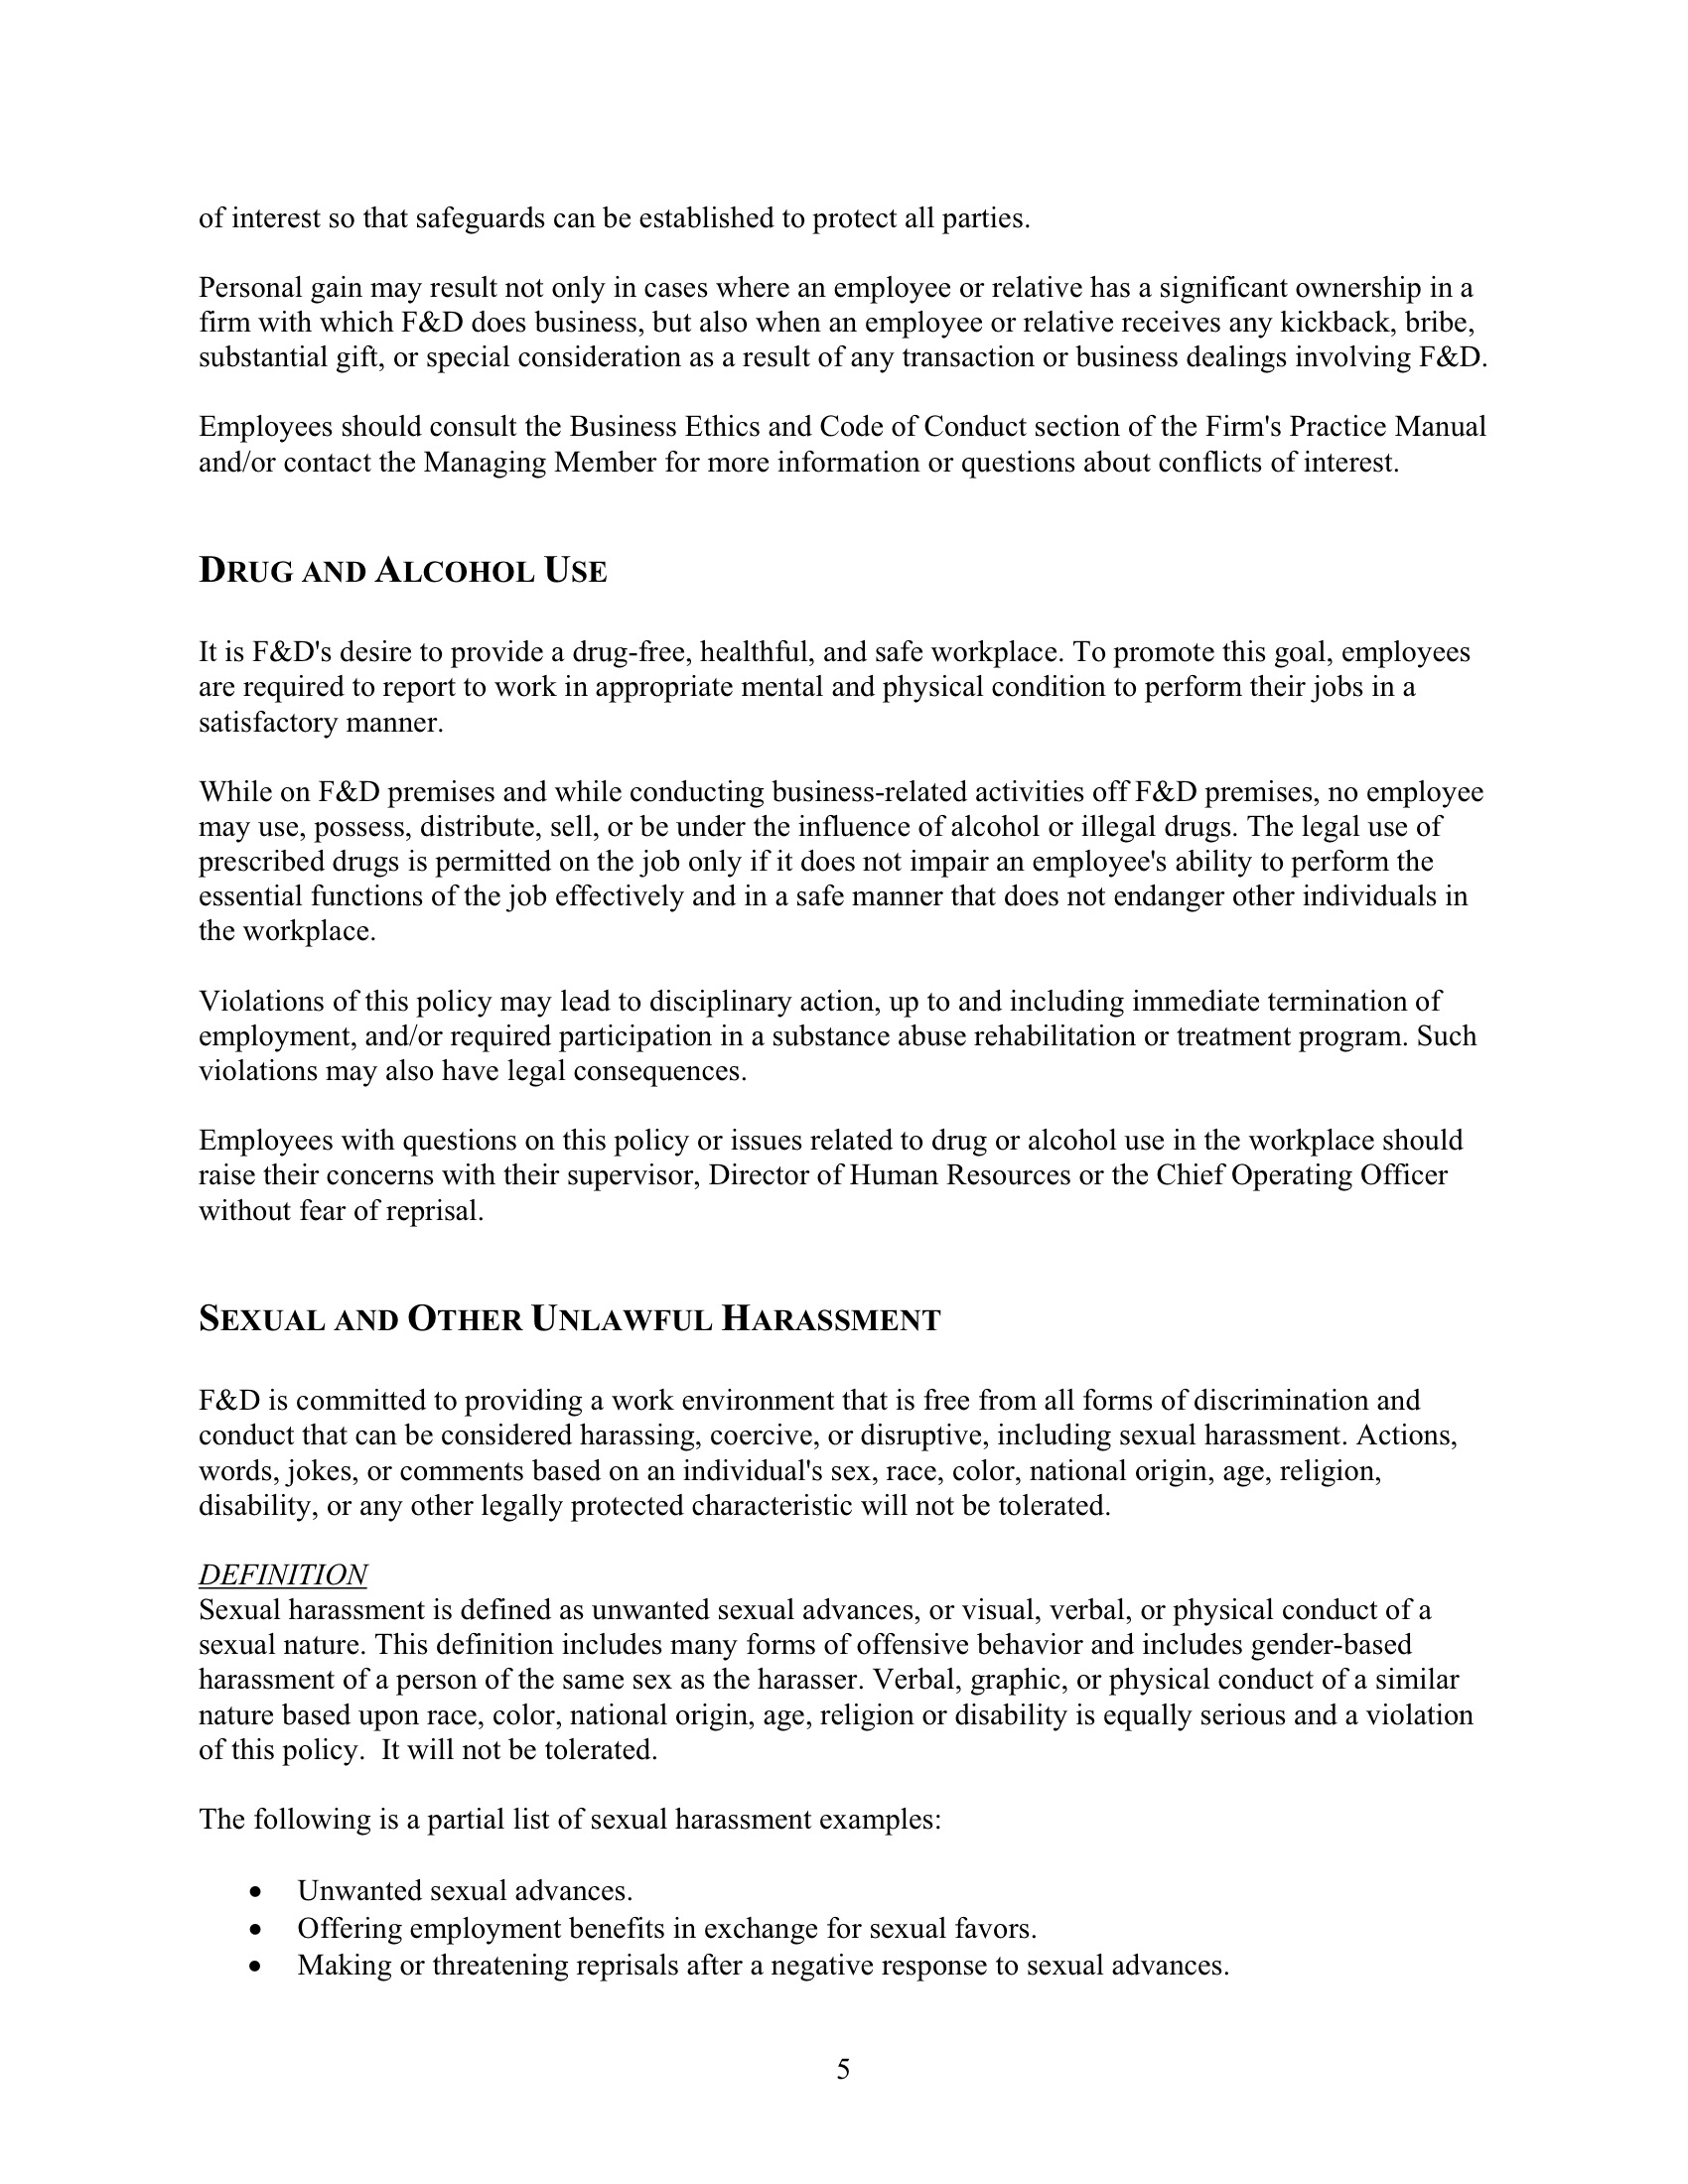 of interest so that safeguards can be established to protect all parties.
Personal gain may result not only in cases where an employee or relative has a significant ownership in a
firm with which F&D does business, but also when an employee or relative receives any kickback, bribe,
substantial gift, or special consideration as a result of any transaction or business dealings involving F&D.
Employees should consult the Business Ethics and Code of Conduct section of the Firm's Practice Manual
and/or contact the Managing Member for more information or questions about conflicts of interest.
DRUG AND ALCOHOL USE
It is F&D's desire to provide a drug-free, healthful, and safe workplace. To promote this goal, employees
are required to report to work in appropriate mental and physical condition to perform their jobs in a
satisfactory manner.
While on F&D premises and while conducting business-related activities off F&D premises, no employee
may use, possess, distribute, sell, or be under the influence of alcohol or illegal drugs. The legal use of
prescribed drugs is permitted on the job only if it does not impair an employee's ability to perform the
essential functions of the job effectively and in a safe manner that does not endanger other individuals in
the workplace.
Violations of this policy may lead to disciplinary action, up to and including immediate termination of
employment, and/or required participation in a substance abuse rehabilitation or treatment program. Such
violations may also have legal consequences.
Employees with questions on this policy or issues related to drug or alcohol use in the workplace should
raise their concerns with their supervisor, Director of Human Resources or the Chief Operating Officer
without fear of reprisal.
SEXUAL AND OTHER UNLAWFUL HARASSMENT
F&D is committed to providing a work environment that is free from all forms of discrimination and
conduct that can be considered harassing, coercive, or disruptive, including sexual harassment. Actions,
words, jokes, or comments based on an individual's sex, race, color, national origin, age, religion,
disability, or any other legally protected characteristic will not be tolerated.
DEFINITION
Sexual harassment is defined as unwanted sexual advances, or visual, verbal, or physical conduct of a
sexual nature. This definition includes many forms of offensive behavior and includes gender-based
harassment of a person of the same sex as the harasser. Verbal, graphic, or physical conduct of a similar
nature based upon race, color, national origin, age, religion or disability is equally serious and a violation
of this policy.  It will not be tolerated.
The following is a partial list of sexual harassment examples:
• Unwanted sexual advances.
• Offering employment benefits in exchange for sexual favors.
• Making or threatening reprisals after a negative response to sexual advances.
5